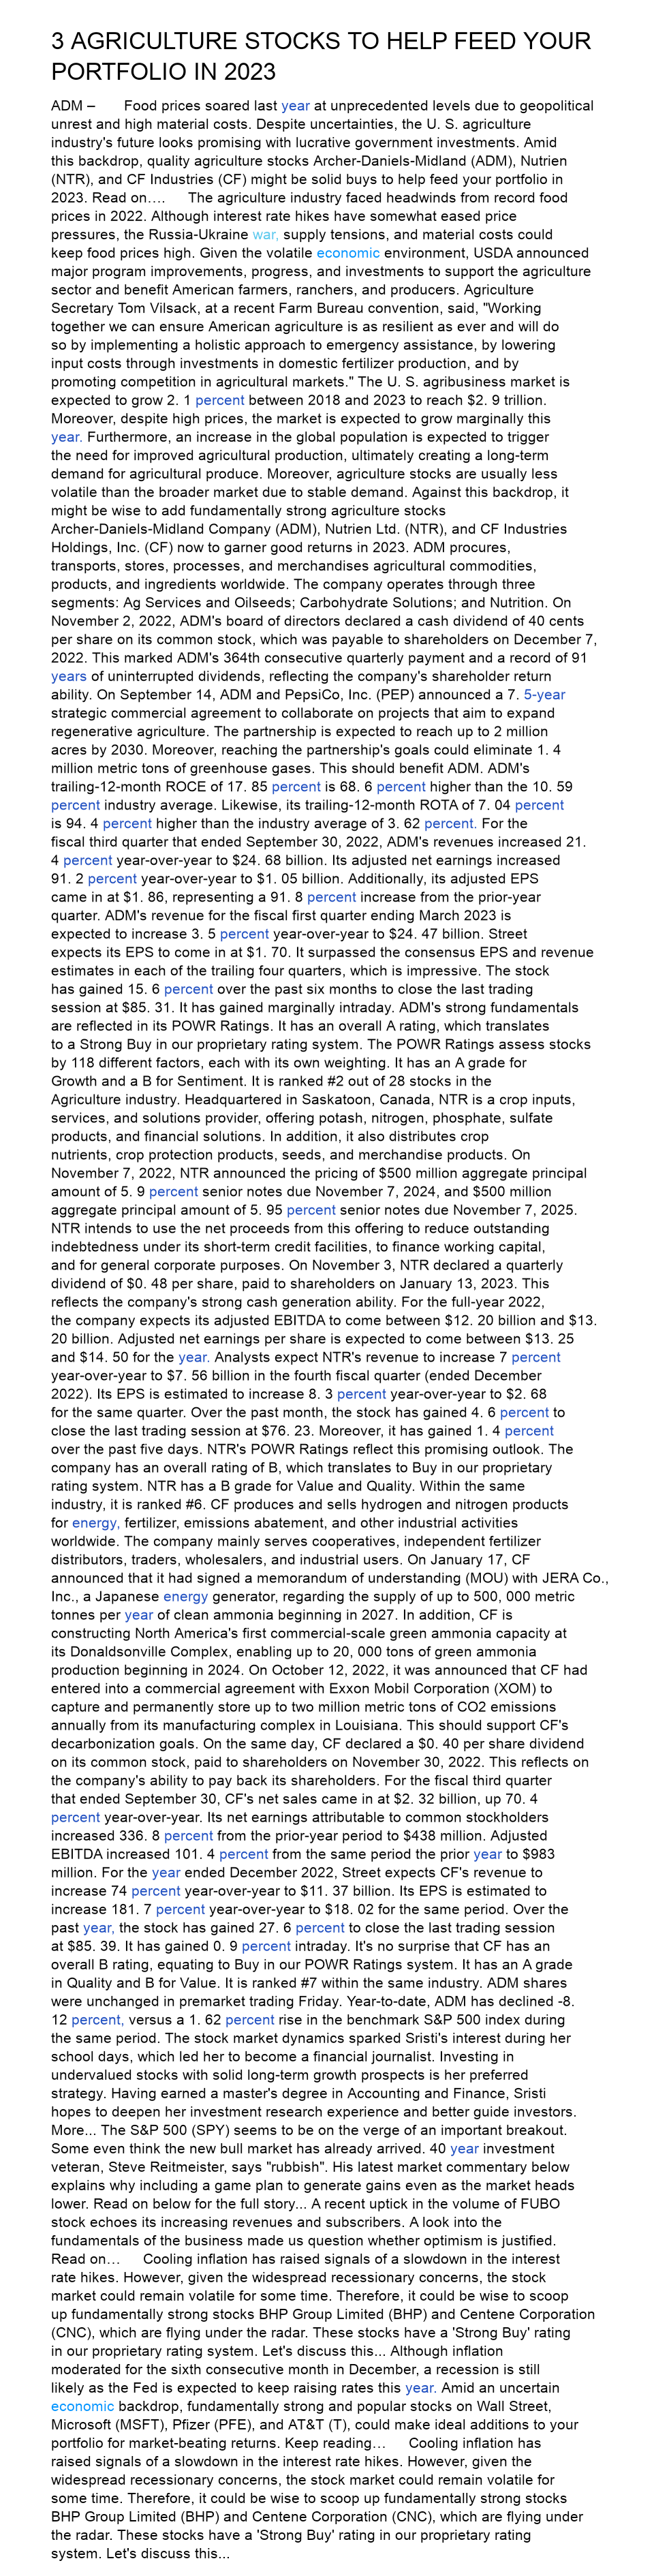 3 AGRICULTURE STOCKS TO HELP FEED YOUR
PORTFOLIO IN 2023
ADM – Food prices soared last year at unprecedented levels due to geopolitical
unrest and high material costs. Despite uncertainties, the U. S. agriculture
industry's future looks promising with lucrative government investments. Amid
this backdrop, quality agriculture stocks Archer-Daniels-Midland (ADM), Nutrien
(NTR), and CF Industries (CF) might be solid buys to help feed your portfolio in
2023. Read on…. The agriculture industry faced headwinds from record food
prices in 2022. Although interest rate hikes have somewhat eased price
pressures, the Russia-Ukraine war, supply tensions, and material costs could
keep food prices high. Given the volatile economic environment, USDA announced
major program improvements, progress, and investments to support the agriculture
sector and benefit American farmers, ranchers, and producers. Agriculture
Secretary Tom Vilsack, at a recent Farm Bureau convention, said, "Working
together we can ensure American agriculture is as resilient as ever and will do
so by implementing a holistic approach to emergency assistance, by lowering
input costs through investments in domestic fertilizer production, and by
promoting competition in agricultural markets." The U. S. agribusiness market is
expected to grow 2. 1 percent between 2018 and 2023 to reach $2. 9 trillion.
Moreover, despite high prices, the market is expected to grow marginally this
year. Furthermore, an increase in the global population is expected to trigger
the need for improved agricultural production, ultimately creating a long-term
demand for agricultural produce. Moreover, agriculture stocks are usually less
volatile than the broader market due to stable demand. Against this backdrop, it
might be wise to add fundamentally strong agriculture stocks
Archer-Daniels-Midland Company (ADM), Nutrien Ltd. (NTR), and CF Industries
Holdings, Inc. (CF) now to garner good returns in 2023. ADM procures,
transports, stores, processes, and merchandises agricultural commodities,
products, and ingredients worldwide. The company operates through three
segments: Ag Services and Oilseeds; Carbohydrate Solutions; and Nutrition. On
November 2, 2022, ADM's board of directors declared a cash dividend of 40 cents
per share on its common stock, which was payable to shareholders on December 7,
2022. This marked ADM's 364th consecutive quarterly payment and a record of 91
years of uninterrupted dividends, reflecting the company's shareholder return
ability. On September 14, ADM and PepsiCo, Inc. (PEP) announced a 7. 5-year
strategic commercial agreement to collaborate on projects that aim to expand
regenerative agriculture. The partnership is expected to reach up to 2 million
acres by 2030. Moreover, reaching the partnership's goals could eliminate 1. 4
million metric tons of greenhouse gases. This should benefit ADM. ADM's
trailing-12-month ROCE of 17. 85 percent is 68. 6 percent higher than the 10. 59
percent industry average. Likewise, its trailing-12-month ROTA of 7. 04 percent
is 94. 4 percent higher than the industry average of 3. 62 percent. For the
fiscal third quarter that ended September 30, 2022, ADM's revenues increased 21.
4 percent year-over-year to $24. 68 billion. Its adjusted net earnings increased
91. 2 percent year-over-year to $1. 05 billion. Additionally, its adjusted EPS
came in at $1. 86, representing a 91. 8 percent increase from the prior-year
quarter. ADM's revenue for the fiscal first quarter ending March 2023 is
expected to increase 3. 5 percent year-over-year to $24. 47 billion. Street
expects its EPS to come in at $1. 70. It surpassed the consensus EPS and revenue
estimates in each of the trailing four quarters, which is impressive. The stock
has gained 15. 6 percent over the past six months to close the last trading
session at $85. 31. It has gained marginally intraday. ADM's strong fundamentals
are reflected in its POWR Ratings. It has an overall A rating, which translates
to a Strong Buy in our proprietary rating system. The POWR Ratings assess stocks
by 118 different factors, each with its own weighting. It has an A grade for
Growth and a B for Sentiment. It is ranked #2 out of 28 stocks in the
Agriculture industry. Headquartered in Saskatoon, Canada, NTR is a crop inputs,
services, and solutions provider, offering potash, nitrogen, phosphate, sulfate
products, and financial solutions. In addition, it also distributes crop
nutrients, crop protection products, seeds, and merchandise products. On
November 7, 2022, NTR announced the pricing of $500 million aggregate principal
amount of 5. 9 percent senior notes due November 7, 2024, and $500 million
aggregate principal amount of 5. 95 percent senior notes due November 7, 2025.
NTR intends to use the net proceeds from this offering to reduce outstanding
indebtedness under its short-term credit facilities, to finance working capital,
and for general corporate purposes. On November 3, NTR declared a quarterly
dividend of $0. 48 per share, paid to shareholders on January 13, 2023. This
reflects the company's strong cash generation ability. For the full-year 2022,
the company expects its adjusted EBITDA to come between $12. 20 billion and $13.
20 billion. Adjusted net earnings per share is expected to come between $13. 25
and $14. 50 for the year. Analysts expect NTR's revenue to increase 7 percent
year-over-year to $7. 56 billion in the fourth fiscal quarter (ended December
2022). Its EPS is estimated to increase 8. 3 percent year-over-year to $2. 68
for the same quarter. Over the past month, the stock has gained 4. 6 percent to
close the last trading session at $76. 23. Moreover, it has gained 1. 4 percent
over the past five days. NTR's POWR Ratings reflect this promising outlook. The
company has an overall rating of B, which translates to Buy in our proprietary
rating system. NTR has a B grade for Value and Quality. Within the same
industry, it is ranked #6. CF produces and sells hydrogen and nitrogen products
for energy, fertilizer, emissions abatement, and other industrial activities
worldwide. The company mainly serves cooperatives, independent fertilizer
distributors, traders, wholesalers, and industrial users. On January 17, CF
announced that it had signed a memorandum of understanding (MOU) with JERA Co.,
Inc., a Japanese energy generator, regarding the supply of up to 500, 000 metric
tonnes per year of clean ammonia beginning in 2027. In addition, CF is
constructing North America's first commercial-scale green ammonia capacity at
its Donaldsonville Complex, enabling up to 20, 000 tons of green ammonia
production beginning in 2024. On October 12, 2022, it was announced that CF had
entered into a commercial agreement with Exxon Mobil Corporation (XOM) to
capture and permanently store up to two million metric tons of CO2 emissions
annually from its manufacturing complex in Louisiana. This should support CF's
decarbonization goals. On the same day, CF declared a $0. 40 per share dividend
on its common stock, paid to shareholders on November 30, 2022. This reflects on
the company's ability to pay back its shareholders. For the fiscal third quarter
that ended September 30, CF's net sales came in at $2. 32 billion, up 70. 4
percent year-over-year. Its net earnings attributable to common stockholders
increased 336. 8 percent from the prior-year period to $438 million. Adjusted
EBITDA increased 101. 4 percent from the same period the prior year to $983
million. For the year ended December 2022, Street expects CF's revenue to
increase 74 percent year-over-year to $11. 37 billion. Its EPS is estimated to
increase 181. 7 percent year-over-year to $18. 02 for the same period. Over the
past year, the stock has gained 27. 6 percent to close the last trading session
at $85. 39. It has gained 0. 9 percent intraday. It's no surprise that CF has an
overall B rating, equating to Buy in our POWR Ratings system. It has an A grade
in Quality and B for Value. It is ranked #7 within the same industry. ADM shares
were unchanged in premarket trading Friday. Year-to-date, ADM has declined -8.
12 percent, versus a 1. 62 percent rise in the benchmark S&P 500 index during
the same period. The stock market dynamics sparked Sristi's interest during her
school days, which led her to become a financial journalist. Investing in
undervalued stocks with solid long-term growth prospects is her preferred
strategy. Having earned a master's degree in Accounting and Finance, Sristi
hopes to deepen her investment research experience and better guide investors.
More... The S&P 500 (SPY) seems to be on the verge of an important breakout.
Some even think the new bull market has already arrived. 40 year investment
veteran, Steve Reitmeister, says "rubbish". His latest market commentary below
explains why including a game plan to generate gains even as the market heads
lower. Read on below for the full story... A recent uptick in the volume of FUBO
stock echoes its increasing revenues and subscribers. A look into the
fundamentals of the business made us question whether optimism is justified.
Read on… Cooling inflation has raised signals of a slowdown in the interest
rate hikes. However, given the widespread recessionary concerns, the stock
market could remain volatile for some time. Therefore, it could be wise to scoop
up fundamentally strong stocks BHP Group Limited (BHP) and Centene Corporation
(CNC), which are flying under the radar. These stocks have a 'Strong Buy' rating
in our proprietary rating system. Let's discuss this... Although inflation
moderated for the sixth consecutive month in December, a recession is still
likely as the Fed is expected to keep raising rates this year. Amid an uncertain
economic backdrop, fundamentally strong and popular stocks on Wall Street,
Microsoft (MSFT), Pfizer (PFE), and AT&T (T), could make ideal additions to your
portfolio for market-beating returns. Keep reading… Cooling inflation has
raised signals of a slowdown in the interest rate hikes. However, given the
widespread recessionary concerns, the stock market could remain volatile for
some time. Therefore, it could be wise to scoop up fundamentally strong stocks
BHP Group Limited (BHP) and Centene Corporation (CNC), which are flying under
the radar. These stocks have a 'Strong Buy' rating in our proprietary rating
system. Let's discuss this...